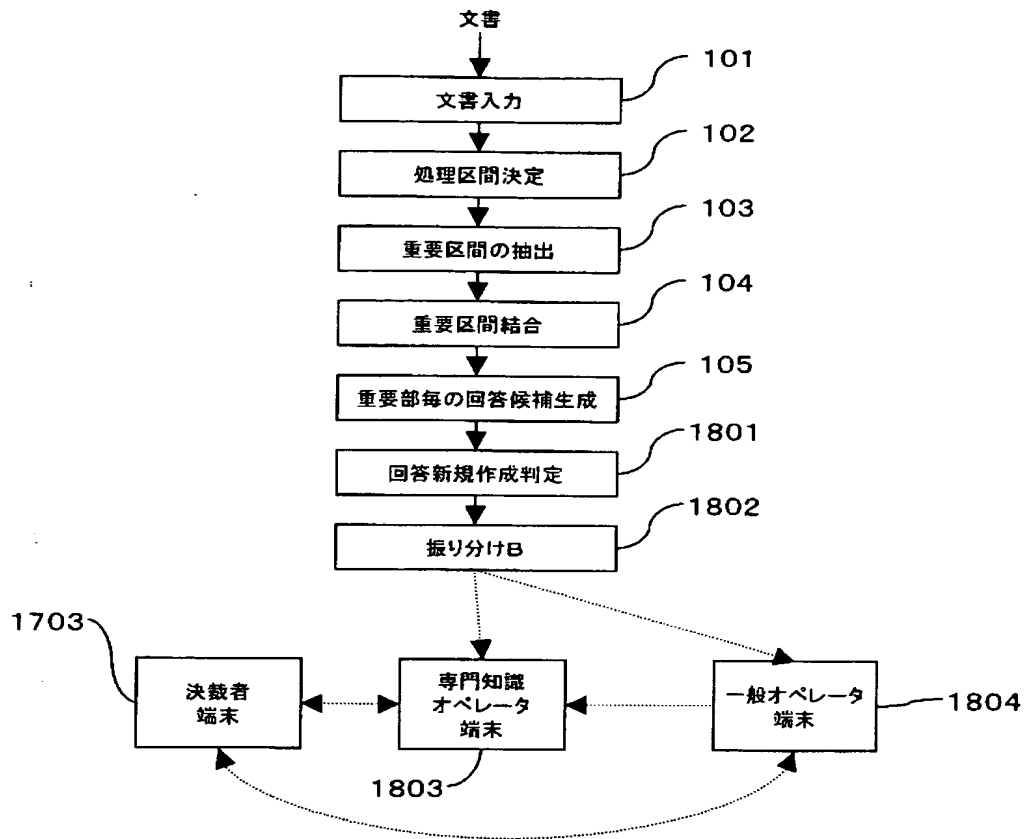 文書
101
文書入力
102
処理区間決定
103
重要区間の抽出
104
重要区間結合
105
重要部毎の回答候補生成
1801
回答新規作成判定
1802
振り分けB
1703
決裁者
端末
専門知識
オペレータ
端末
1803
一般オペレータ
端末
1804